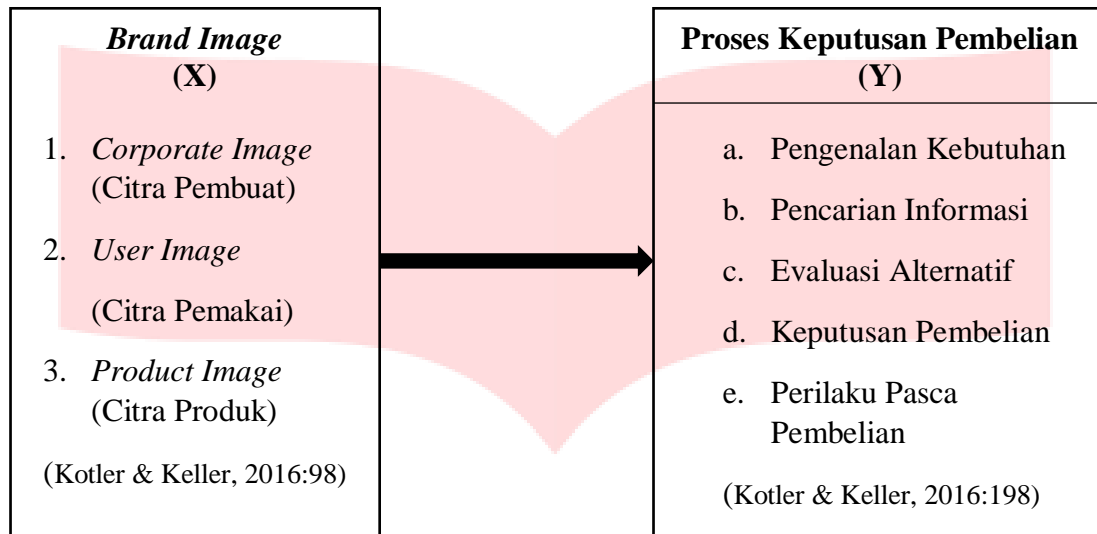 Brand Image
(X)
1. Corporate Image
(Citra Pembuat)
2. User Image
(Citra Pemakai)
3. Product Image
(Citra Produk)
(Kotler & Keller, 2016:98)
Proses Keputusan Pembelian
(Y)
a. Pengenalan Kebutuhan
b. Pencarian Informasi
c. Evaluasi Alternatif
d. Keputusan Pembelian
e. Perilaku Pasca
Pembelian
(Kotler & Keller, 2016:198)